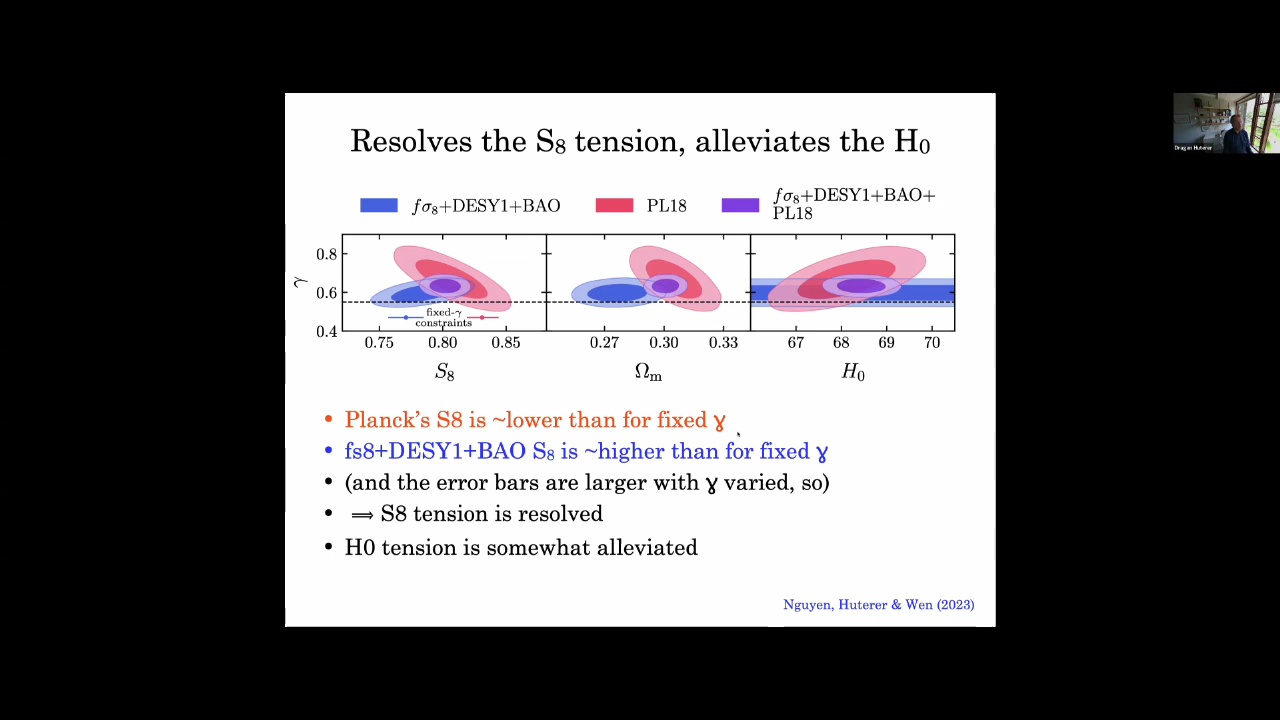 Resolves the S8 tension, alleviates the H0
fσ8+DESY1+BAO
PL18
fσ8+DESY1+BAO+
PL18
γ
0.8
0.6
0.4
fixed-γ
constraints
0.75 0.80 0.85
0.27 0.30 0.33
67 68 69 70
S8
Ωm
H0
• Planck's S8 is ~lower than for fixed ɣ
• fs8+DESY1+BAO S8 is ~higher than for fixed ɣ
• (and the error bars are larger with ɣ varied, so)
• ⟹ S8 tension is resolved
• H0 tension is somewhat alleviated
Nguyen, Huterer & Wen (2023)
Dragan Huterer